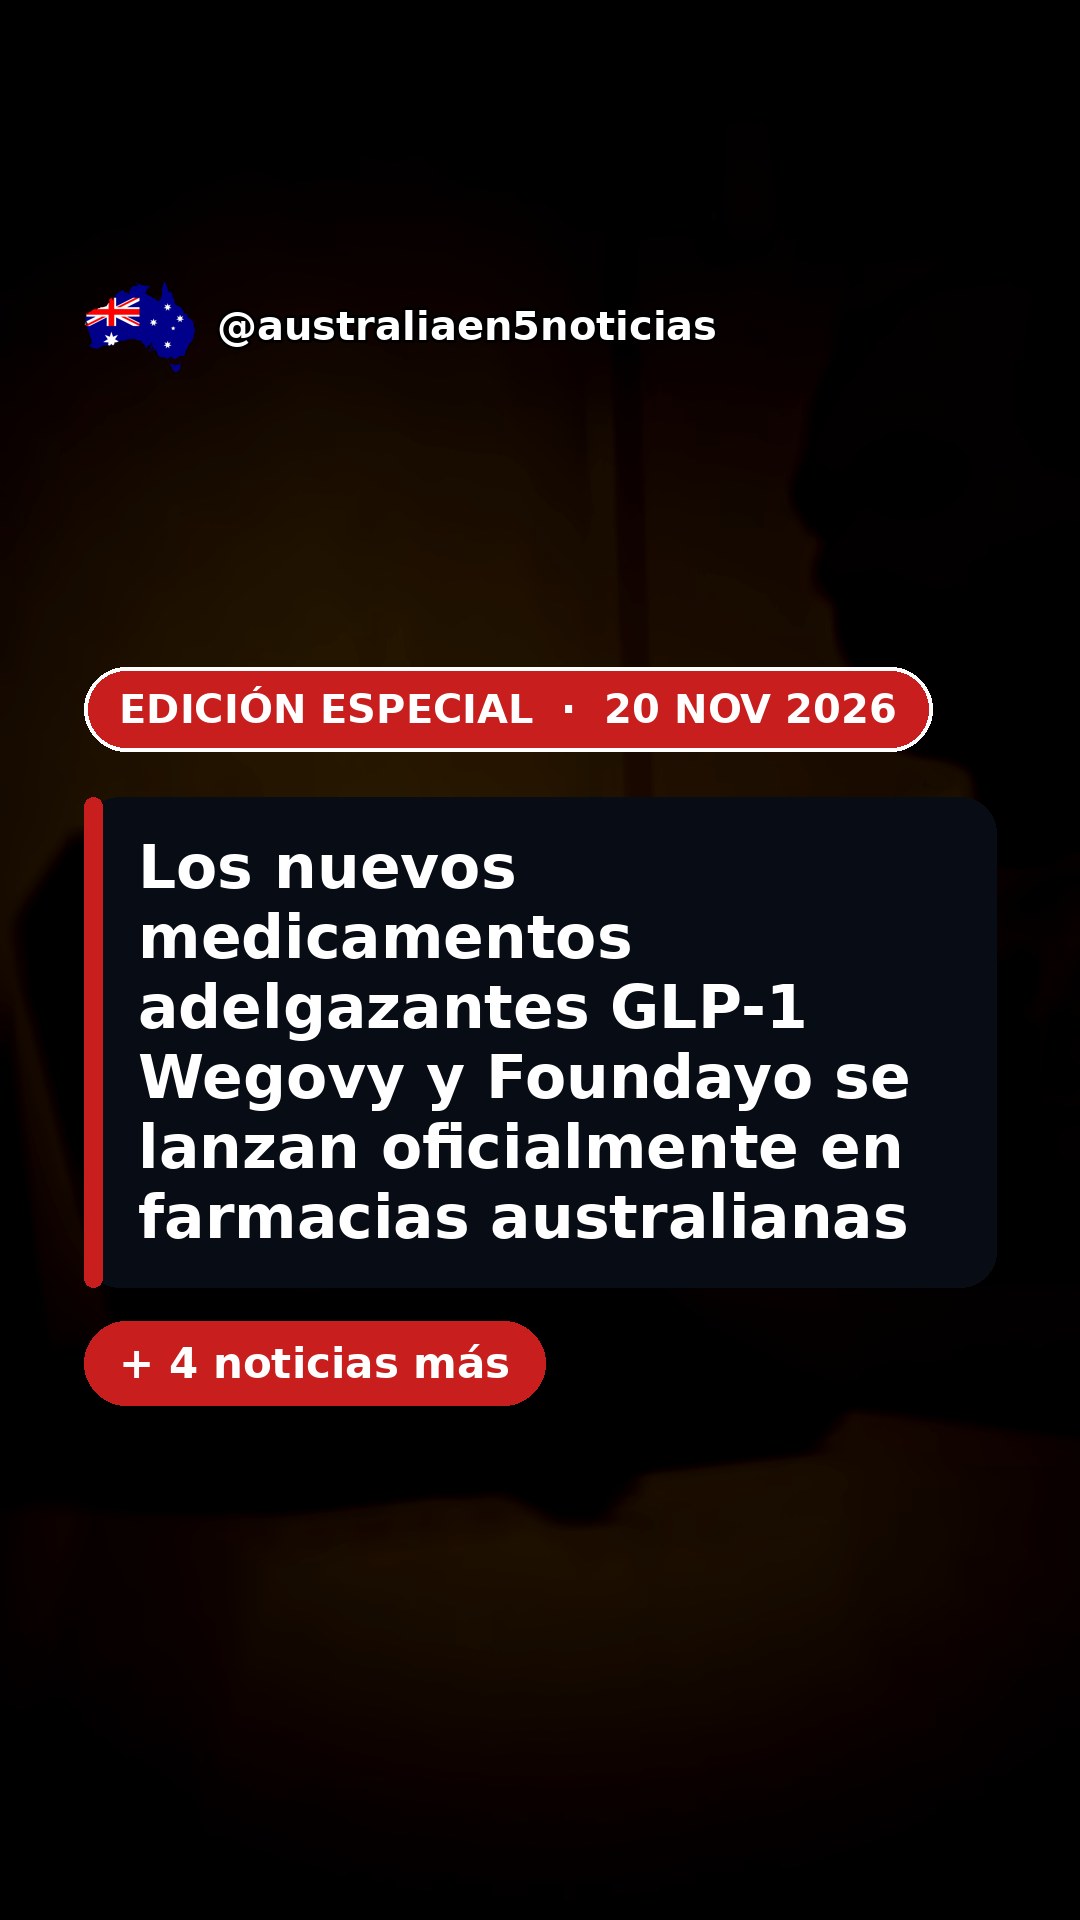 @australiaen5noticias
EDICIÓN ESPECIAL · 20 NOV 2026
Los nuevos
medicamentos
adelgazantes GLP-1
Wegovy y Foundayo se
lanzan oficialmente en
farmacias australianas
+ 4 noticias más